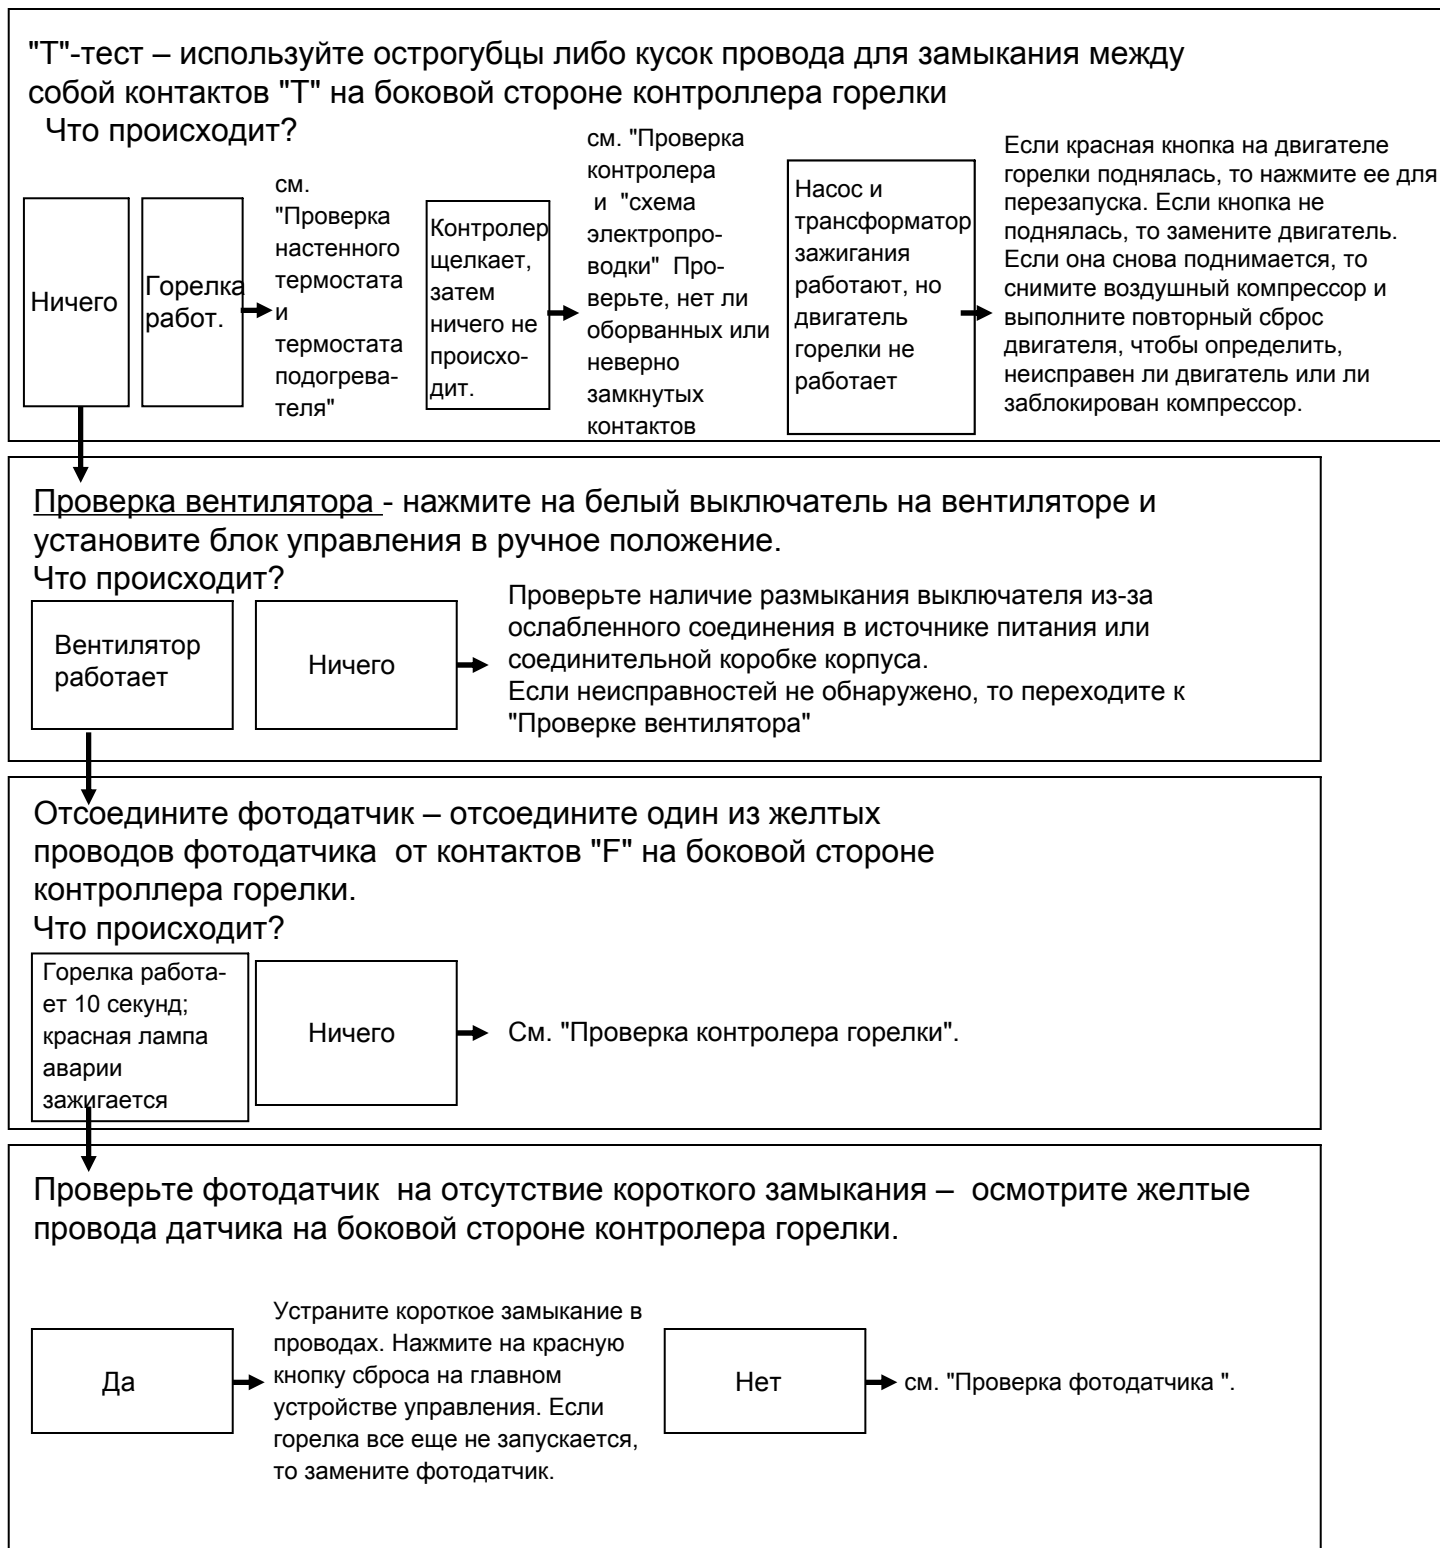 "Т"-тест – используйте острогубцы либо кусок провода для замыкания между
собой контактов "Т" на боковой стороне контроллера горелки
Что происходит?
Ничего
Горелка
работ.
см.
"Проверка
настенного
термостата
и
термостата
подогрева-
теля"
Контролер
щелкает,
затем
ничего не
происхо-
дит.
см. "Проверка
контролера
и "схема
электропро-
водки" Про-
верьте, нет ли
оборванных или
неверно
замкнутых
контактов
Насос и
трансформатор
зажигания
работают, но
двигатель
горелки не
работает
Если красная кнопка на двигателе
горелки поднялась, то нажмите ее для
перезапуска. Если кнопка не
поднялась, то замените двигатель.
Если она снова поднимается, то
снимите воздушный компрессор и
выполните повторный сброс
двигателя, чтобы определить,
неисправен ли двигатель или ли
заблокирован компрессор.
Проверка вентилятора - нажмите на белый выключатель на вентиляторе и
установите блок управления в ручное положение.
Что происходит?
Вентилятор
работает
Ничего
Проверьте наличие размыкания выключателя из-за
ослабленного соединения в источнике питания или
соединительной коробке корпуса.
Если неисправностей не обнаружено, то переходите к
"Проверке вентилятора"
Отсоедините фотодатчик – отсоедините один из желтых
проводов фотодатчика от контактов "F" на боковой стороне
контроллера горелки.
Что происходит?
Горелка работа-
ет 10 секунд;
красная лампа
аварии
зажигается
Ничего
См. "Проверка контролера горелки".
Проверьте фотодатчик на отсутствие короткого замыкания – осмотрите желтые
провода датчика на боковой стороне контролера горелки.
Да
Устраните короткое замыкание в
проводах. Нажмите на красную
кнопку сброса на главном
устройстве управления. Если
горелка все еще не запускается,
то замените фотодатчик.
Нет
см. "Проверка фотодатчика ".